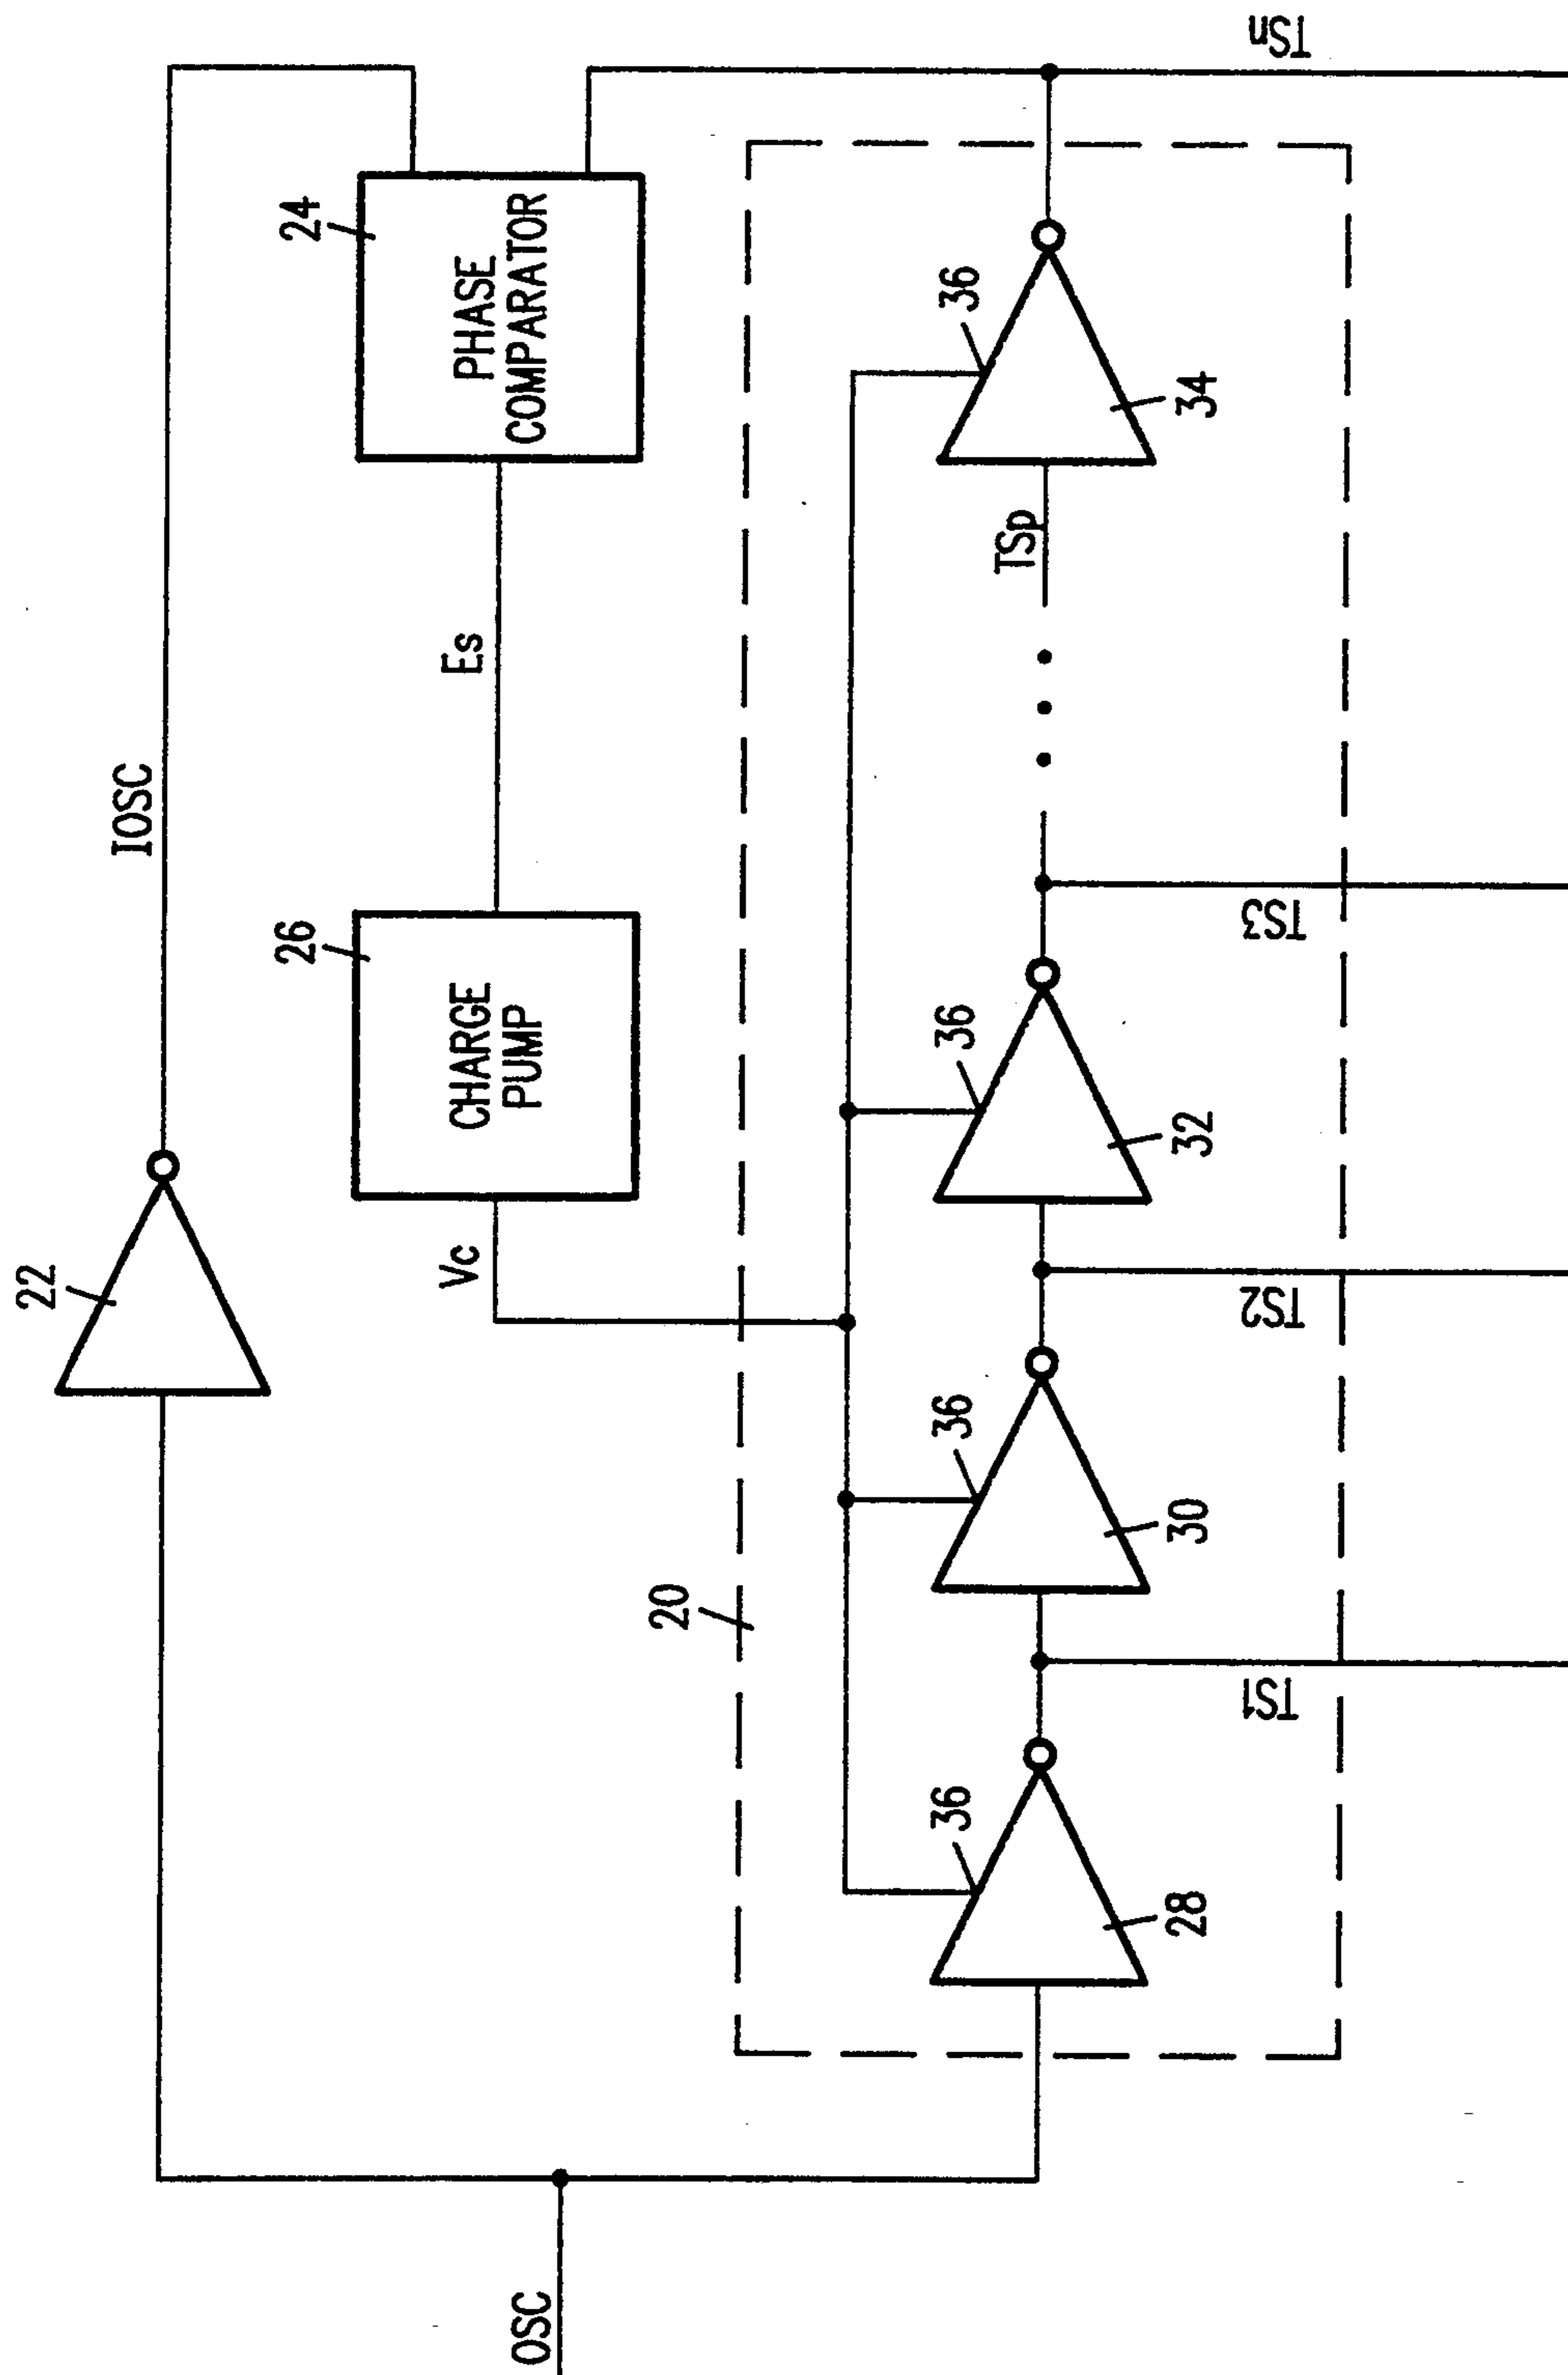 22
IOSC
24
PHASE
COMPARATOR
Es
26
CHARGE
PUMP
Vc
20
36
36
36
36
TSp
28
30
32
34
OSC
TS1
TS2
TS3
TSn